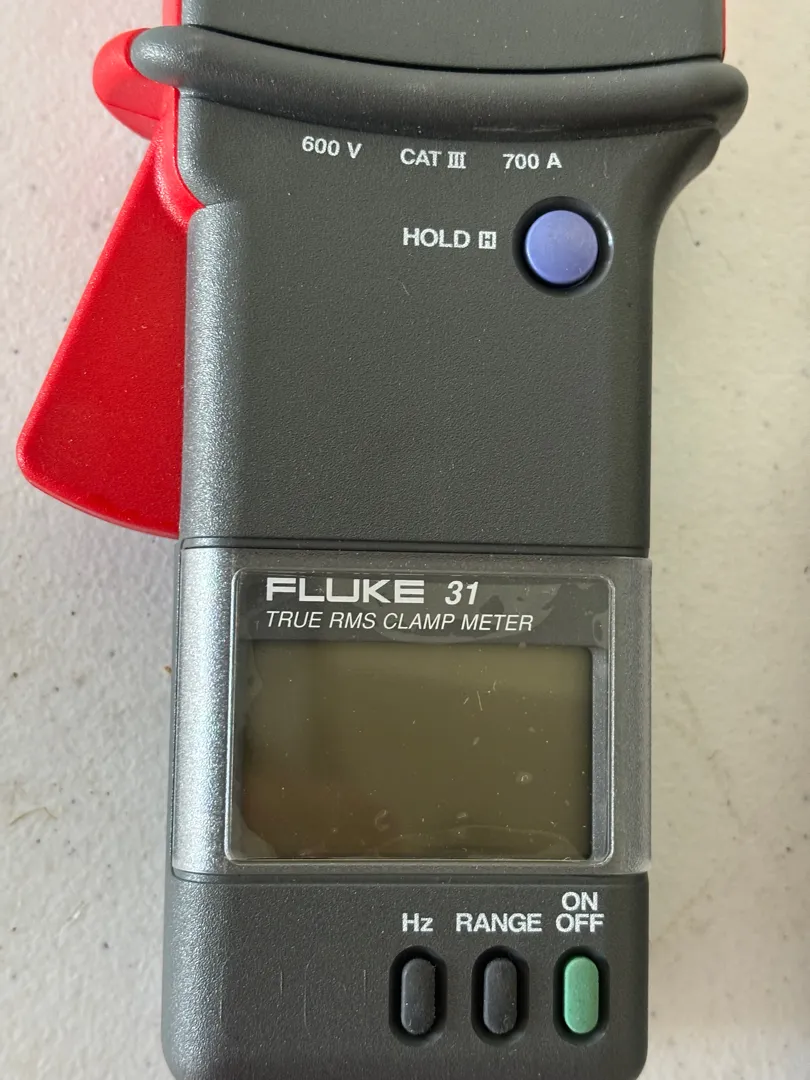 600 V CAT III 700 A
HOLD H
FLUKE 31
TRUE RMS CLAMP METER
ON
Hz RANGE OFF